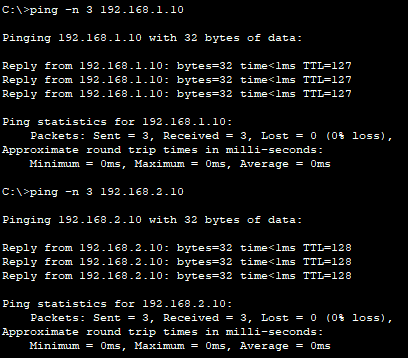 C:\>ping -n 3 192.168.1.10
Pinging 192.168.1.10 with 32 bytes of data:
Reply from 192.168.1.10: bytes=32 time<1ms TTL=127
Reply from 192.168.1.10: bytes=32 time<1ms TTL=127
Reply from 192.168.1.10: bytes=32 time<1ms TTL=127
Ping statistics for 192.168.1.10:
    Packets: Sent = 3, Received = 3, Lost = 0 (0% loss),
Approximate round trip times in milli-seconds:
    Minimum = 0ms, Maximum = 0ms, Average = 0ms
C:\>ping -n 3 192.168.2.10
Pinging 192.168.2.10 with 32 bytes of data:
Reply from 192.168.2.10: bytes=32 time<1ms TTL=128
Reply from 192.168.2.10: bytes=32 time<1ms TTL=128
Reply from 192.168.2.10: bytes=32 time<1ms TTL=128
Ping statistics for 192.168.2.10:
    Packets: Sent = 3, Received = 3, Lost = 0 (0% loss),
Approximate round trip times in milli-seconds:
    Minimum = 0ms, Maximum = 0ms, Average = 0ms